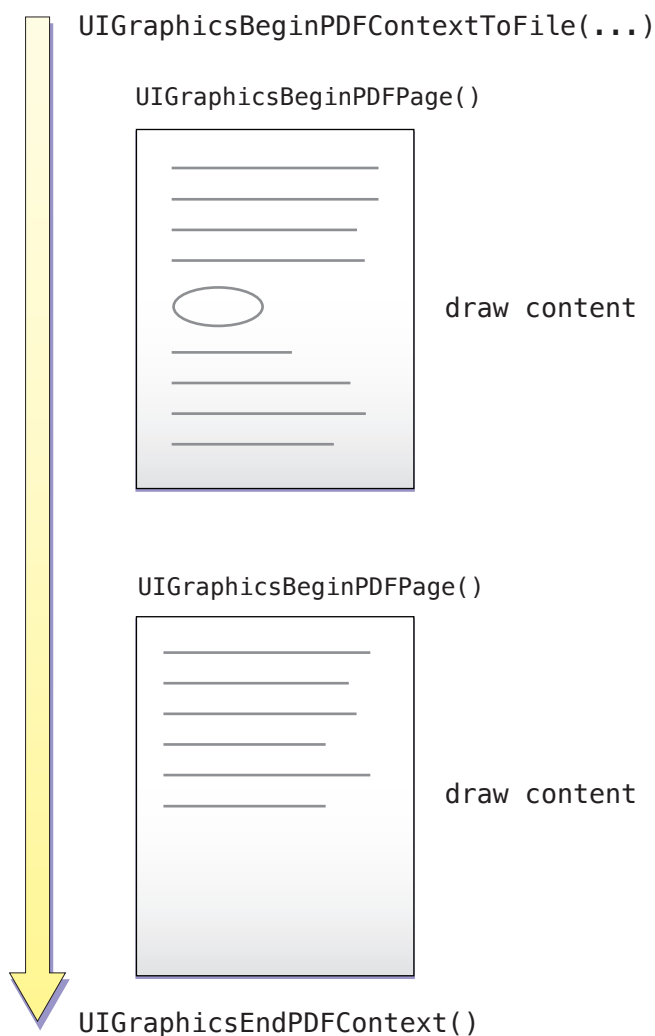 UIGraphicsBeginPDFContextToFile(...)
UIGraphicsBeginPDFPage()
draw content
UIGraphicsBeginPDFPage()
draw content
UIGraphicsEndPDFContext()